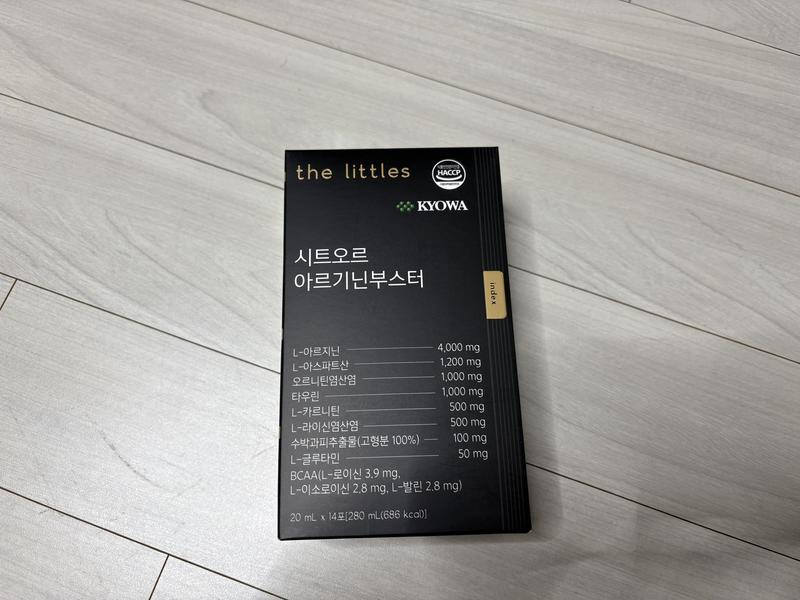 the littles
HACCP
KYOWA
시트오르
아르기닌부스터
index
L-아르지닌 4,000 mg
L-아스파트산 1,200 mg
오르니틴염산염 1,000 mg
타우린 1,000 mg
L-카르니틴 500 mg
L-라이신염산염 500 mg
수박과피추출물(고형분 100%) 100 mg
L-글루타민 50 mg
BCAA(L-로이신 3.9 mg,
L-이소로이신 2.8 mg, L-발린 2.8 mg)
20 mL x 14포[280 mL(686 kcal)]